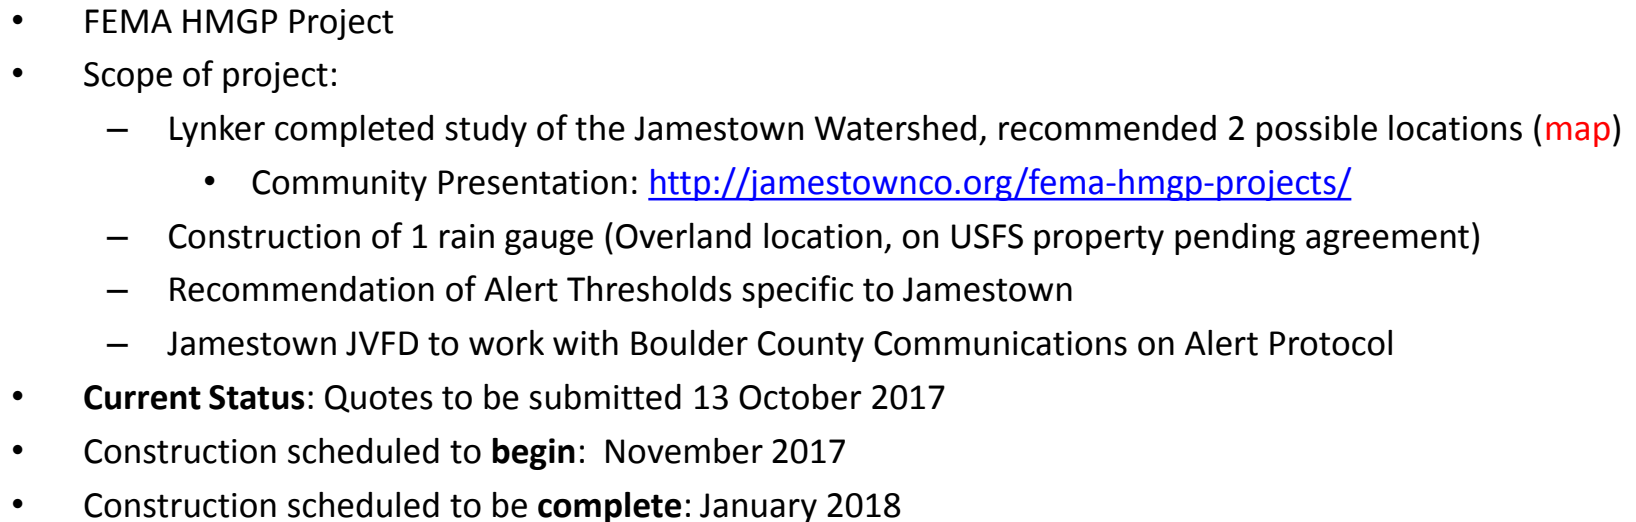 • FEMA HMGP Project
• Scope of project:
– Lynker completed study of the Jamestown Watershed, recommended 2 possible locations (map)
• Community Presentation: http://jamestownco.org/fema-hmgp-projects/
– Construction of 1 rain gauge (Overland location, on USFS property pending agreement)
– Recommendation of Alert Thresholds specific to Jamestown
– Jamestown JVFD to work with Boulder County Communications on Alert Protocol
• Current Status: Quotes to be submitted 13 October 2017
• Construction scheduled to begin: November 2017
• Construction scheduled to be complete: January 2018